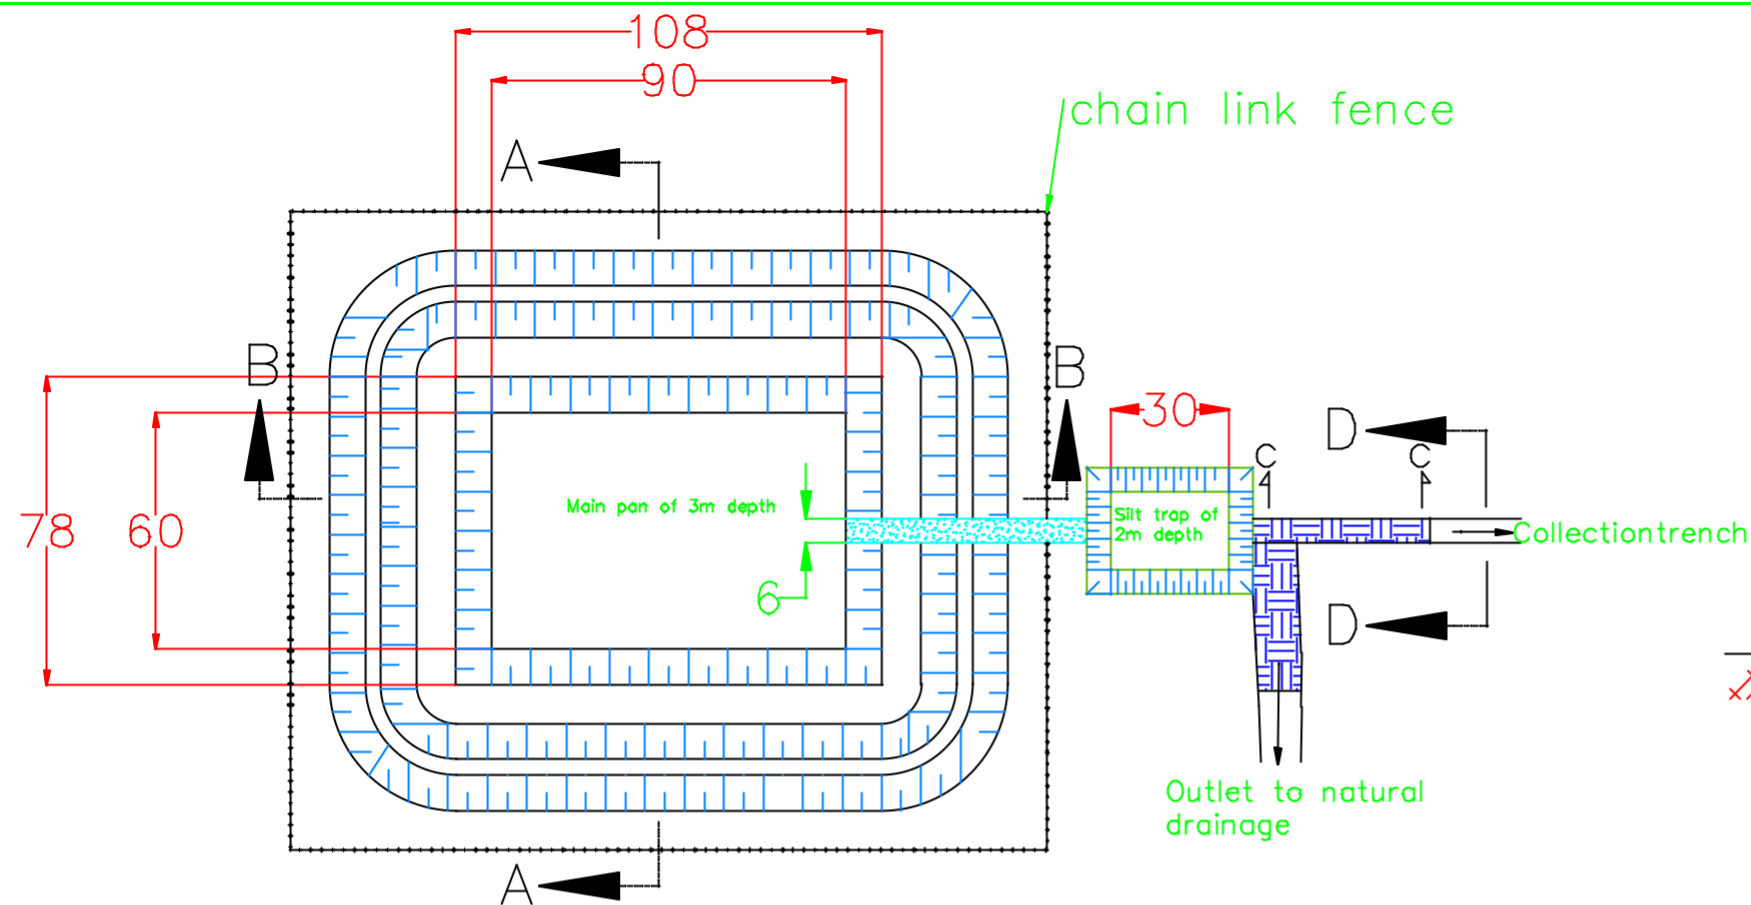 108
90
chain link fence
A
B
B
30
D
C
C
Main pan of 3m depth
Silt trap of
2m depth
Collectiontrench
78
60
6
D
Outlet to natural
drainage
A